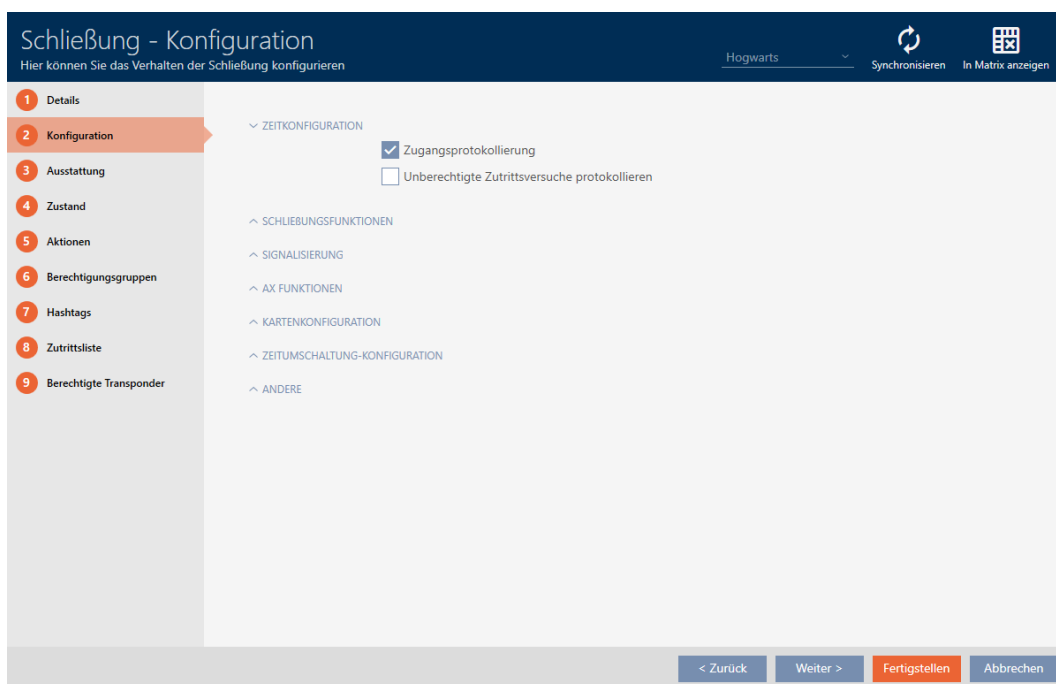 Schließung - Konfiguration
Hier können Sie das Verhalten der Schließung konfigurieren
Hogwarts
Synchronisieren
In Matrix anzeigen
1 Details
2 Konfiguration
3 Ausstattung
4 Zustand
5 Aktionen
6 Berechtigungsgruppen
7 Hashtags
8 Zutrittsliste
9 Berechtigte Transponder
ZEITKONFIGURATION
Zugangsprotokollierung
Unberechtigte Zutrittsversuche protokollieren
SCHLIEßUNGSFUNKTIONEN
SIGNALISIERUNG
AX FUNKTIONEN
KARTENKONFIGURATION
ZEITUMSCHALTUNG-KONFIGURATION
ANDERE
< Zurück
Weiter >
Fertigstellen
Abbrechen